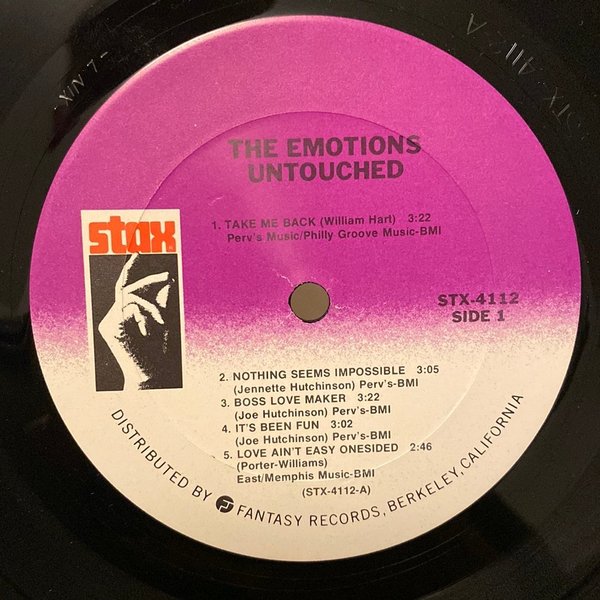 THE EMOTIONS
UNTOUCHED
1. TAKE ME BACK (William Hart) 3:22
Perv's Music/Philly Groove Music-BMI
stax
STX-4112
SIDE 1
2. NOTHING SEEMS IMPOSSIBLE 3:05
(Jennette Hutchinson) Perv's-BMI
3. BOSS LOVE MAKER 3:22
(Joe Hutchinson) Perv's-BMI
4. IT'S BEEN FUN 3:02
(Joe Hutchinson) Perv's-BMI
5. LOVE AIN'T EASY ONESIDED 2:46
(Porter-Williams)
East/Memphis Music-BMI
(STX-4112-A)
DISTRIBUTED BY FANTASY RECORDS, BERKELEY, CALIFORNIA